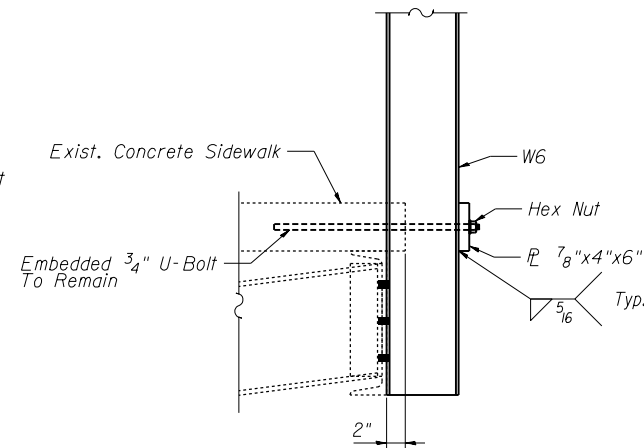 Exist. Concrete Sidewalk
W6
t
Hex Nut
Embedded 3/4" U-Bolt
To Remain
℄ 7/8"x4"x6"
5/16
Typ.
2"